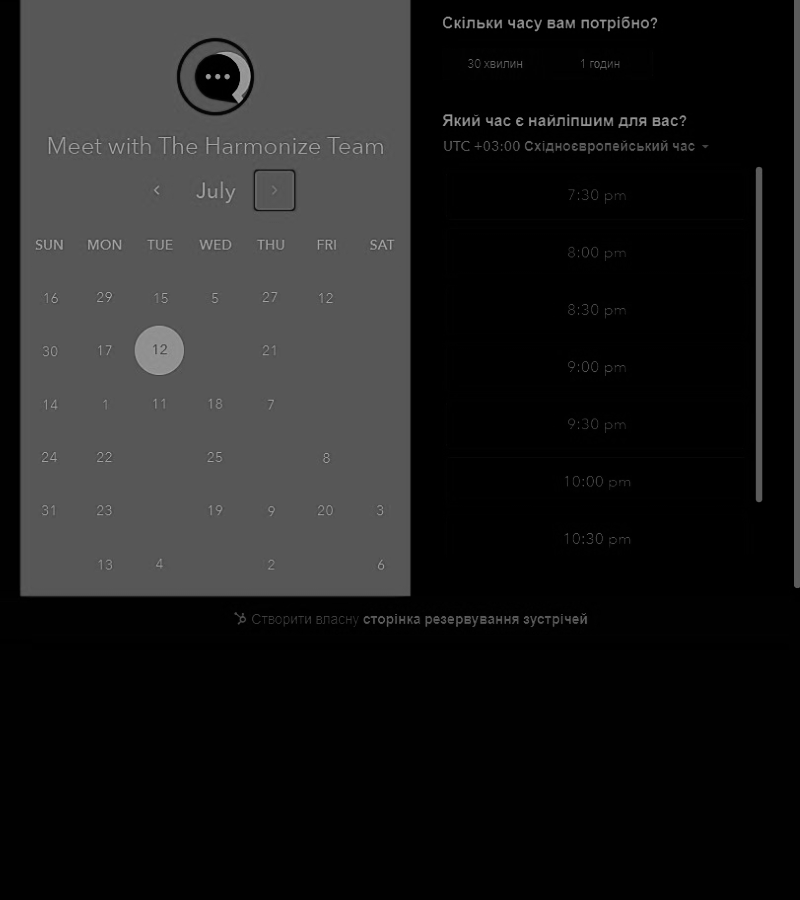 Meet with The Harmonize Team
July
SUN MON TUE WED THU FRI SAT
16 29 15 5 27 12
30 17 12 21
14 1 11 18 7
24 22 25 8
31 23 19 9 20 3
13 4 2 6
Скільки часу вам потрібно?
30 хвилин 1 годин
Який час є найліпшим для вас?
UTC +03:00 Східноєвропейський час
7:30 pm
8:00 pm
8:30 pm
9:00 pm
9:30 pm
10:00 pm
10:30 pm
Створити власну сторінка резервування зустрічей